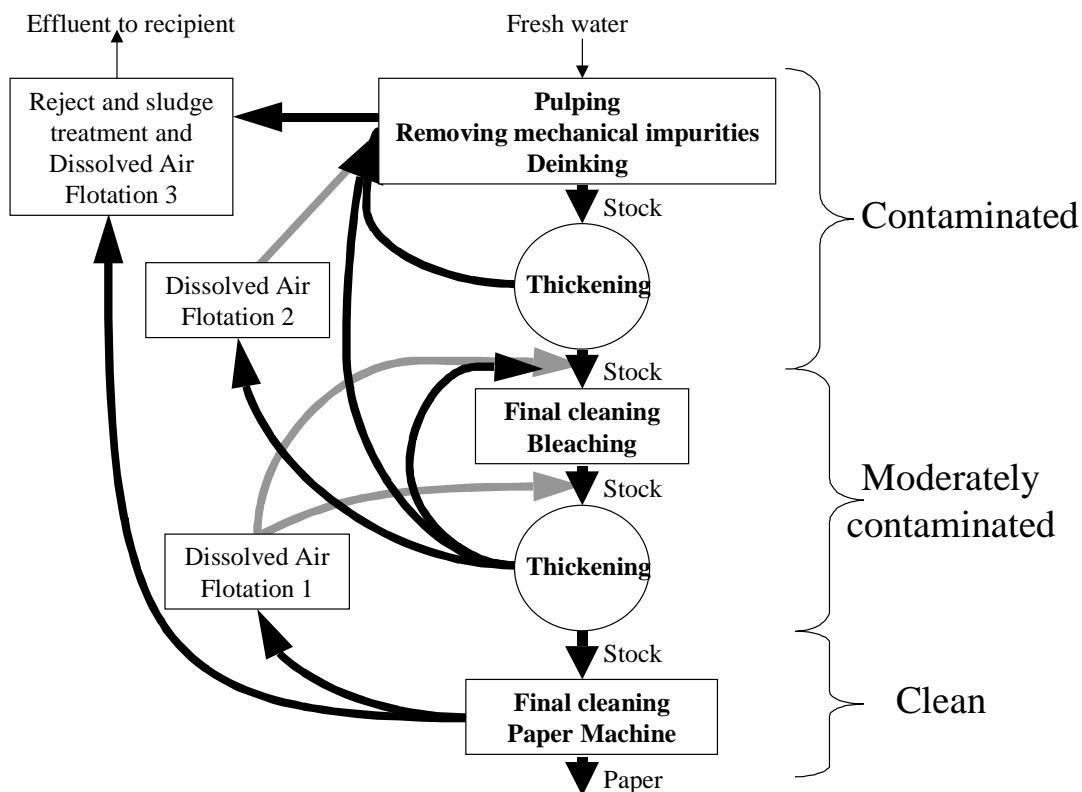 Effluent to recipient
Fresh water
Reject and sludge
treatment and
Dissolved Air
Flotation 3
Pulping
Removing mechanical impurities
Deinking
Stock
Contaminated
Thickening
Dissolved Air
Flotation 2
Stock
Final cleaning
Bleaching
Stock
Moderately
contaminated
Dissolved Air
Flotation 1
Thickening
Stock
Final cleaning
Paper Machine
Clean
Paper